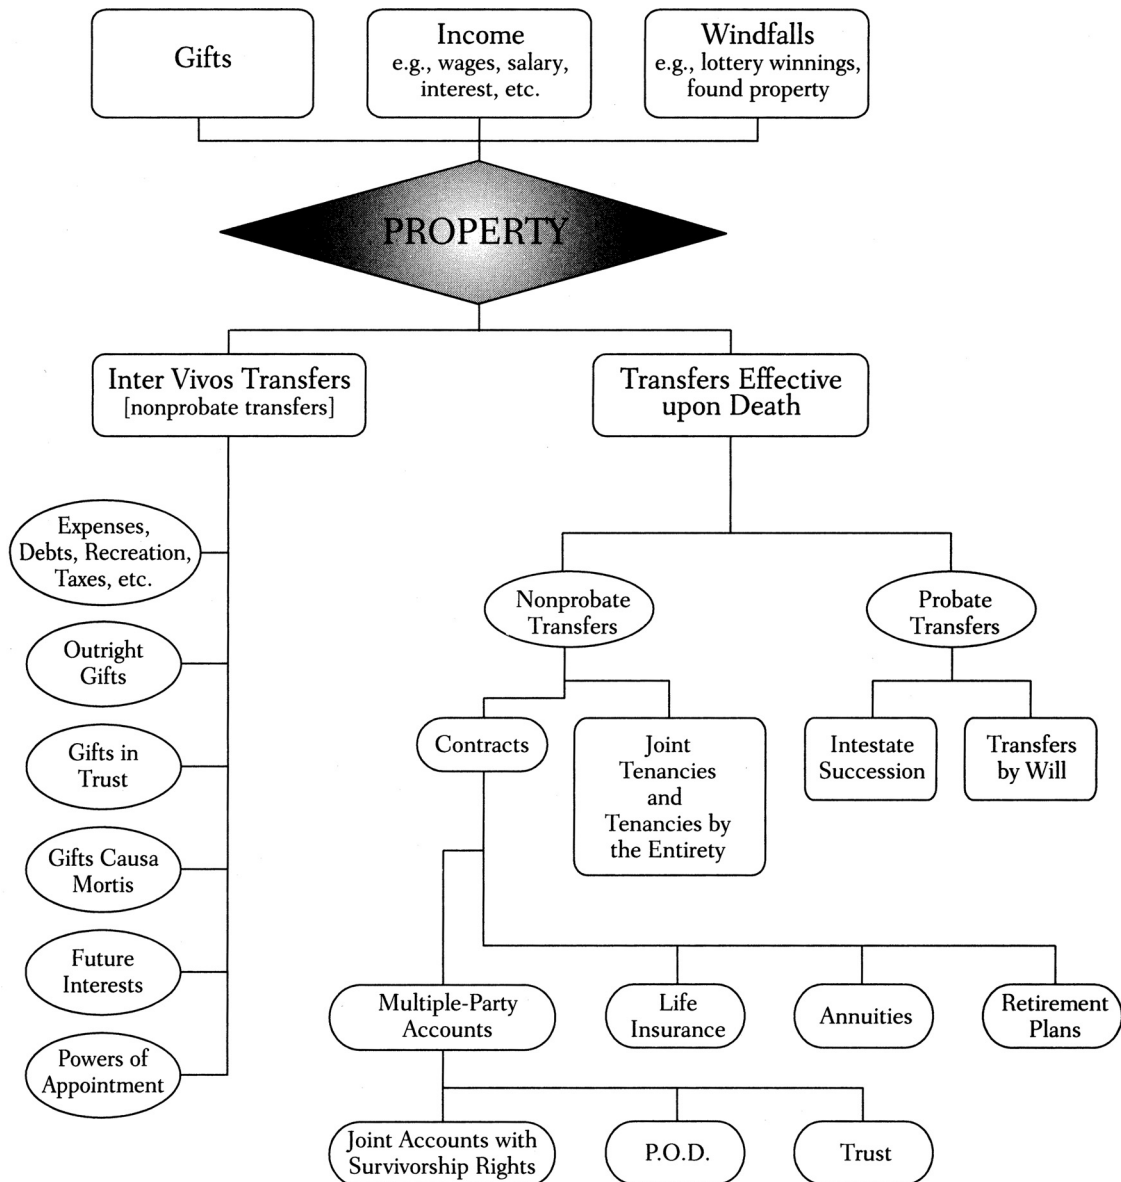 Gifts
Income
e.g., wages, salary,
interest, etc.
Windfalls
e.g., lottery winnings,
found property
PROPERTY
Inter Vivos Transfers
[nonprobate transfers]
Transfers Effective
upon Death
Expenses,
Debts, Recreation,
Taxes, etc.
Outright
Gifts
Gifts in
Trust
Gifts Causa
Mortis
Future
Interests
Powers of
Appointment
Nonprobate
Transfers
Probate
Transfers
Contracts
Joint
Tenancies
and
Tenancies by
the Entirety
Intestate
Succession
Transfers
by Will
Multiple-Party
Accounts
Life
Insurance
Annuities
Retirement
Plans
Joint Accounts with
Survivorship Rights
P.O.D.
Trust